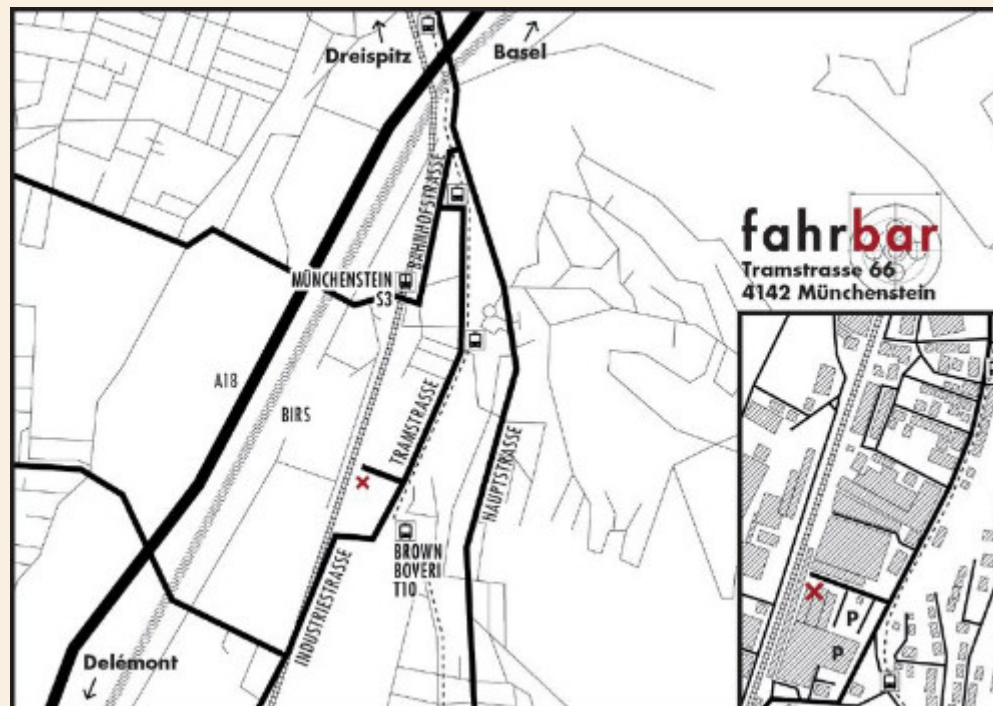 Dreispitz
Basel
BAHNHOFSTRASSE
fahrbar
Tramstrasse 66
4142 Münchenstein
MÜNCHENSTEIN
S3
A18
BIRS
TRAMSTRASSE
HAUPTSTRASSE
BROWN
BOVERI
T10
INDUSTRIESTRASSE
Delémont
P
P